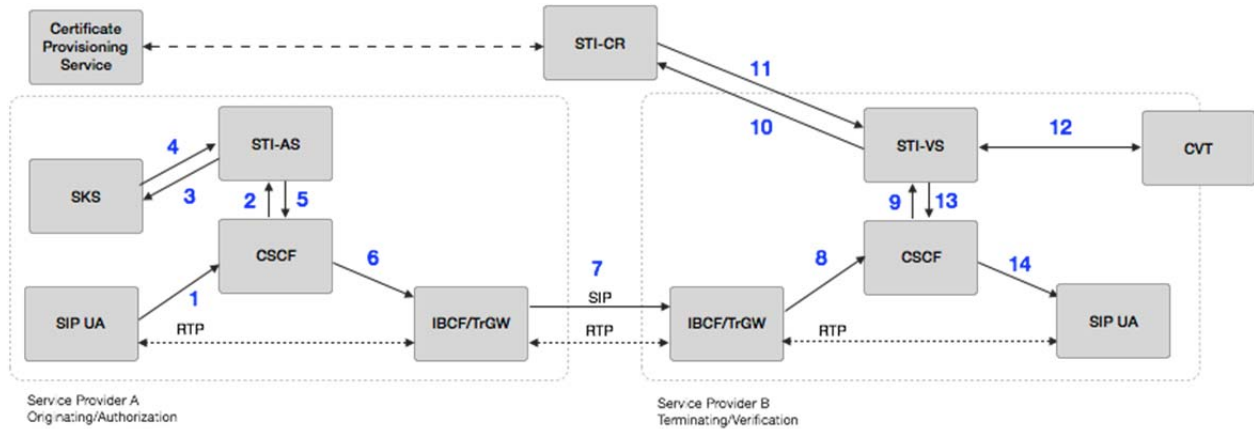 Certificate
Provisioning
Service
STI-CR
11
10
4
STI-AS
3
SKS
2
5
STI-VS
12
CVT
9
13
CSCF
6
1
7
8
CSCF
14
SIP UA
RTP
IBCF/TrGW
SIP
RTP
IBCF/TrGW
RTP
SIP UA
Service Provider A
Originating/Authorization
Service Provider B
Terminating/Verification